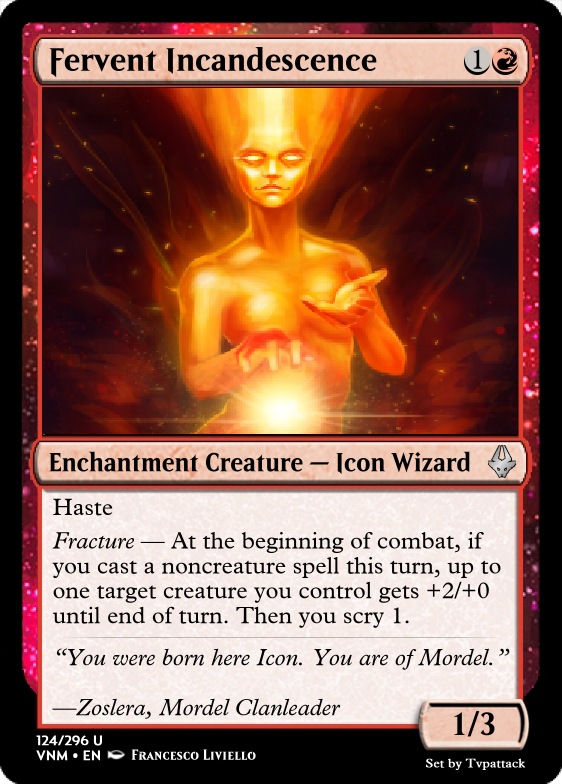 Fervent Incandescence
1
Enchantment Creature — Icon Wizard
Haste
Fracture — At the beginning of combat, if
you cast a noncreature spell this turn, up to
one target creature you control gets +2/+0
until end of turn. Then you scry 1.
“You were born here Icon. You are of Mordel.”
—Zoslera, Mordel Clanleader
1/3
124/296 U
VNM • EN Francesco Liviello
Set by Tvpattack